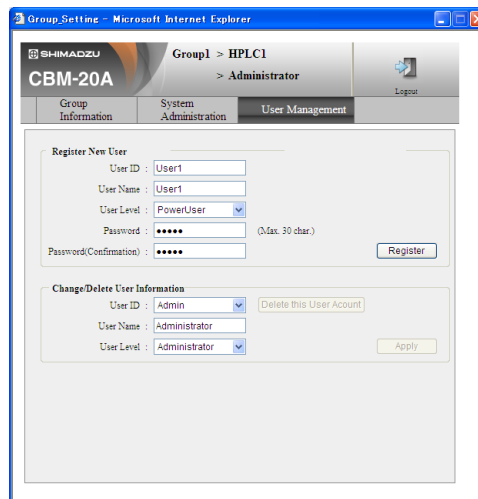 Group_Setting - Microsoft Internet Explorer
SHIMADZU
CBM-20A
Group1 > HPLC1
> Administrator
Logout
Group Information
System Administration
User Management
Register New User
User ID : User1
User Name : User1
User Level : PowerUser
Password : ●●●●● (Max. 30 char.)
Password(Confirmation) : ●●●●● Register
Change/Delete User Information
User ID : Admin Delete this User Acount
User Name : Administrator
User Level : Administrator Apply